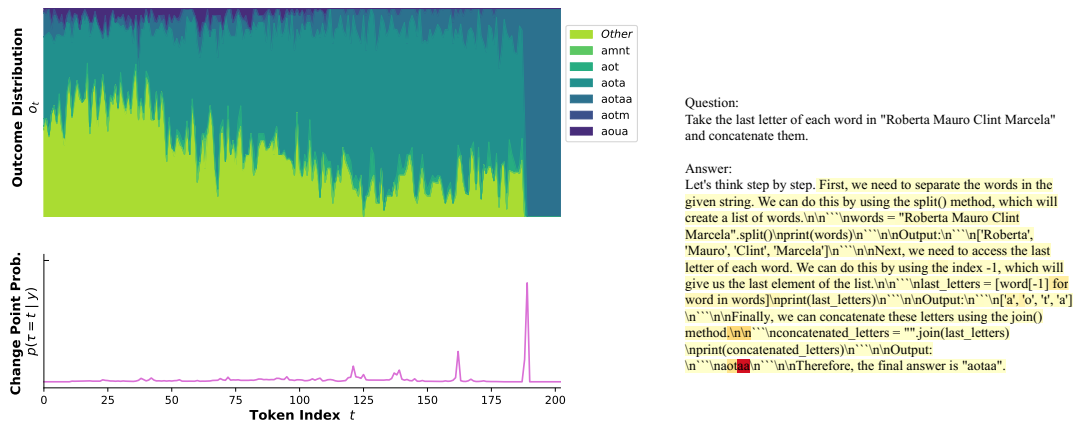 Outcome Distribution
o_t
Other
amnt
aot
aota
aotaa
aotm
aoua
Change Point Prob.
p(τ = t | y)
0 25 50 75 100 125 150 175 200
Token Index t
Question:
Take the last letter of each word in "Roberta Mauro Clint Marcela"
and concatenate them.
Answer:
Let's think step by step. First, we need to separate the words in the
given string. We can do this by using the split() method, which will
create a list of words.\n\n```\nwords = "Roberta Mauro Clint
Marcela".split()\nprint(words)\n```\n\nOutput:\n```\n['Roberta',
'Mauro', 'Clint', 'Marcela']\n```\n\nNext, we need to access the last
letter of each word. We can do this by using the index -1, which will
give us the last element of the list.\n\n```\nlast_letters = [word[-1] for
word in words]\nprint(last_letters)\n```\n\nOutput:\n```\n['a', 'o', 't', 'a']
\n```\n\nFinally, we can concatenate these letters using the join()
method.\n\n```\nconcatenated_letters = "".join(last_letters)
\nprint(concatenated_letters)\n```\n\nOutput:
\n```\naotaa\n```\n\nTherefore, the final answer is "aotaa".